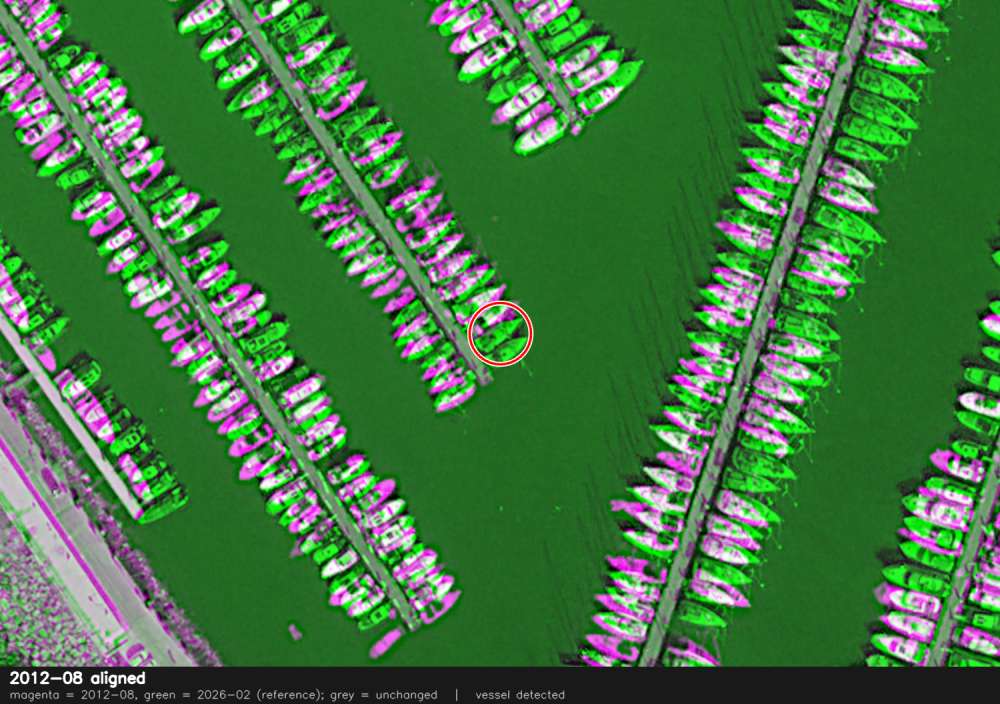 2012-08 aligned
magenta = 2012-08, green = 2026-02 (reference); grey = unchanged | vessel detected